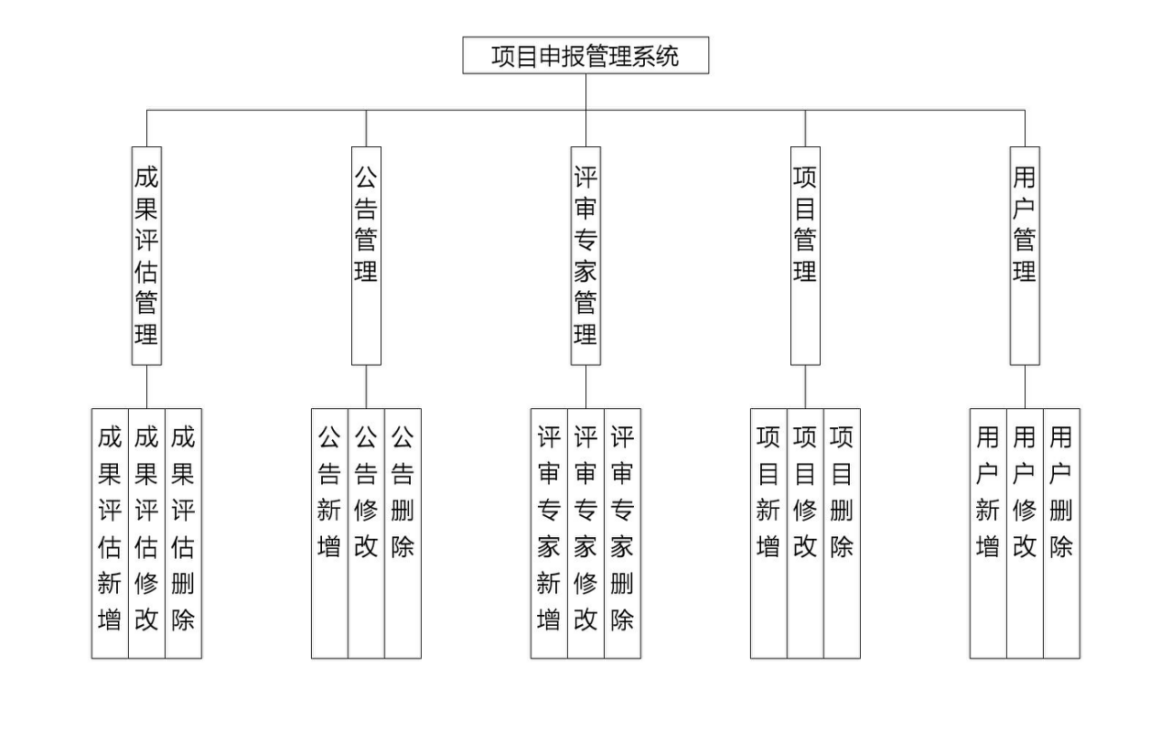 项目申报管理系统
成果评估管理
公告管理
评审专家管理
项目管理
用户管理
成果评估新增
成果评估修改
成果评估删除
公告新增
公告修改
公告删除
评审专家新增
评审专家修改
评审专家删除
项目新增
项目修改
项目删除
用户新增
用户修改
用户删除